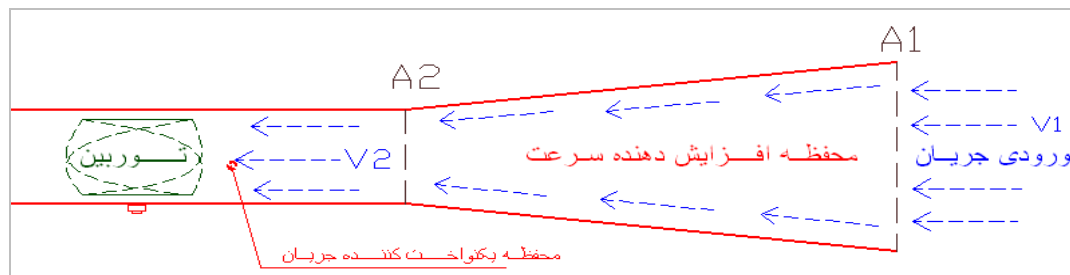 A1
A2
V1
ورودی جریان
محفظه افزایش دهنده سرعت
V2
توربین
محفظه یکنواخت کننده جریان